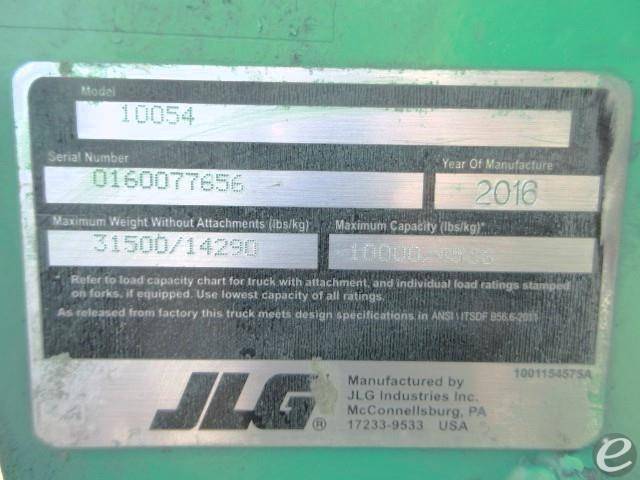 Model
10054
Serial Number
0160077656
Year Of Manufacture
2016
Maximum Weight Without Attachments (lbs/kg)
31500/14290
Maximum Capacity (lbs/kg)*
* Refer to load capacity chart for truck with attachment, and individual load ratings stamped
on forks, if equipped. Use lowest capacity of all ratings.
As released from factory this truck meets design specifications in ANSI \ ITSDF B56.6-2011
1001154575A
JLG®
Manufactured by
JLG Industries Inc.
McConnellsburg, PA
17233-9533 USA
e